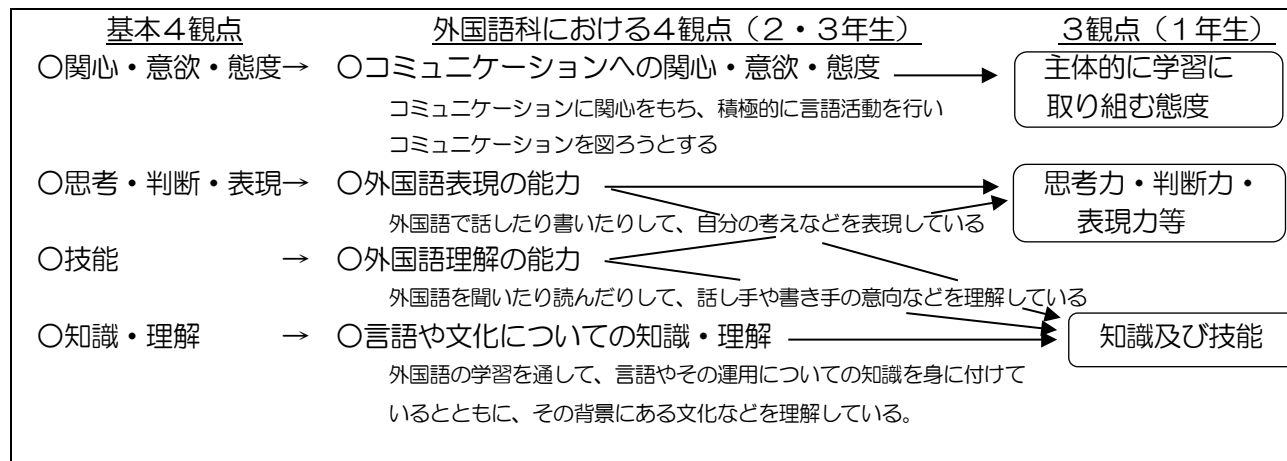 基本４観点　外国語科における４観点（２・３年生）　３観点（１年生）
〇関心・意欲・態度→　〇コミュニケーションへの関心・意欲・態度　主体的に学習に
取り組む態度
コミュニケーションに関心をもち、積極的に言語活動を行い
コミュニケーションを図ろうとする
〇思考・判断・表現→　〇外国語表現の能力　思考力・判断力・
表現力等
外国語で話したり書いたりして、自分の考えなどを表現している
〇技能　→　〇外国語理解の能力
外国語を聞いたり読んだりして、話し手や書き手の意向などを理解している
〇知識・理解　→　〇言語や文化についての知識・理解　知識及び技能
外国語の学習を通して、言語やその運用についての知識を身に付けて
いるとともに、その背景にある文化などを理解している。